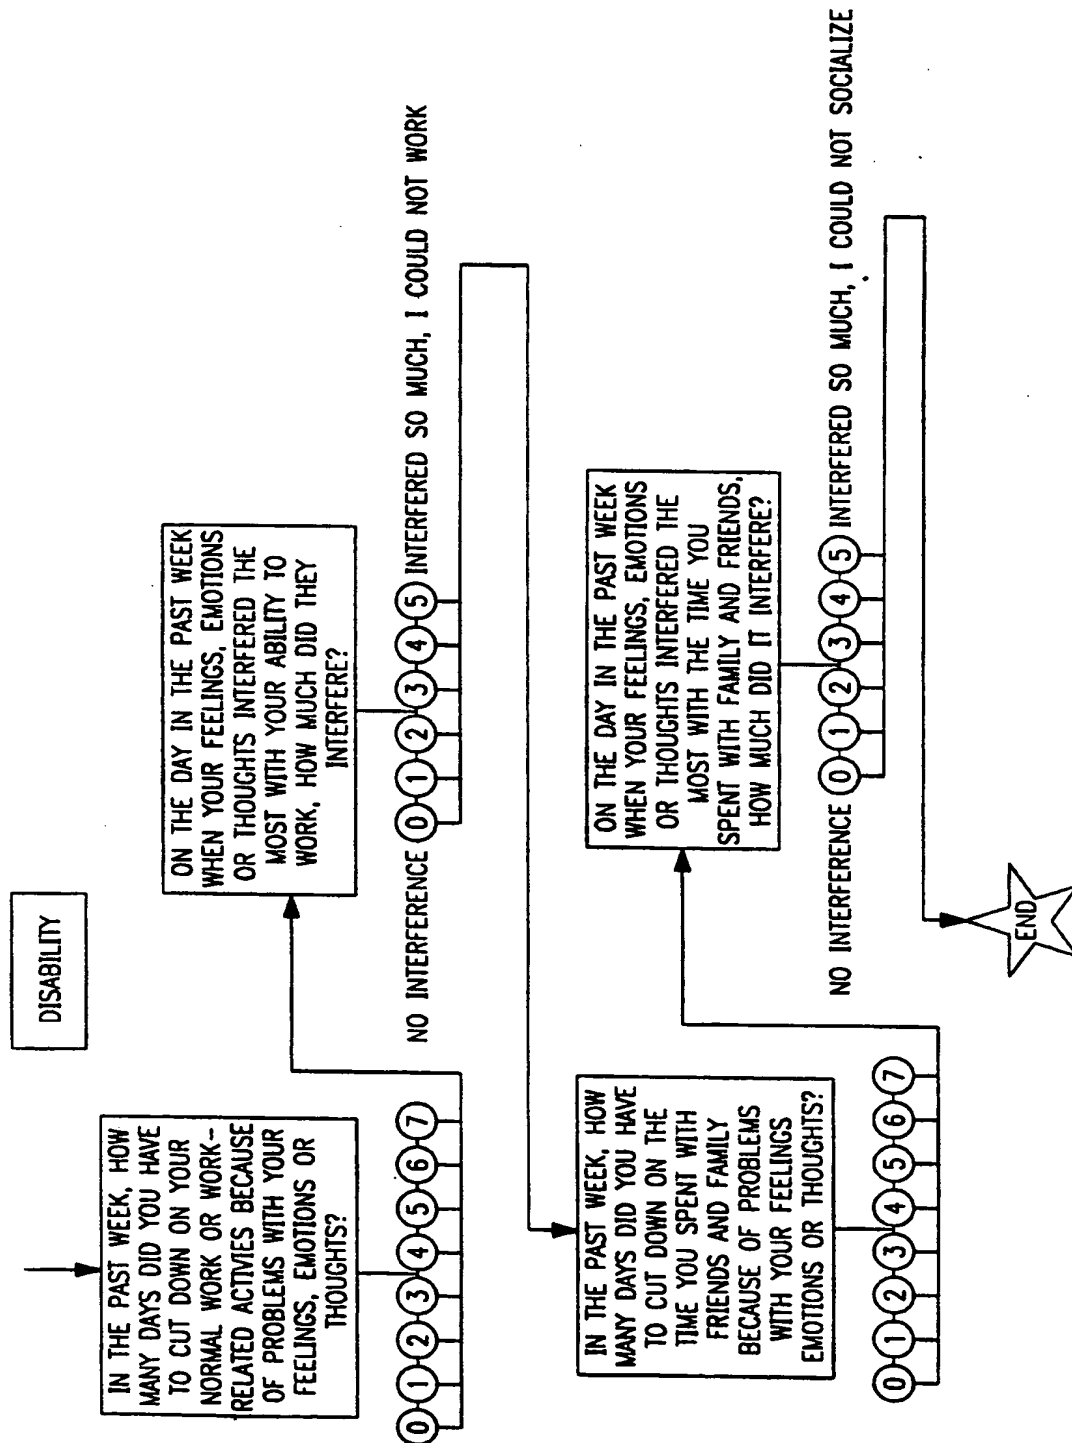 DISABILITY
IN THE PAST WEEK, HOW
MANY DAYS DID YOU HAVE
TO CUT DOWN ON YOUR
NORMAL WORK OR WORK-
RELATED ACTIVIES BECAUSE
OF PROBLEMS WITH YOUR
FEELINGS, EMOTIONS OR
THOUGHTS?
0 1 2 3 4 5 6 7
ON THE DAY IN THE PAST WEEK
WHEN YOUR FEELINGS, EMOTIONS
OR THOUGHTS INTERFERED THE
MOST WITH YOUR ABILITY TO
WORK, HOW MUCH DID THEY
INTERFERE?
NO INTERFERENCE 0 1 2 3 4 5 INTERFERED SO MUCH, I COULD NOT WORK
IN THE PAST WEEK, HOW
MANY DAYS DID YOU HAVE
TO CUT DOWN ON THE
TIME YOU SPENT WITH
FRIENDS AND FAMILY
BECAUSE OF PROBLEMS
WITH YOUR FEELINGS
EMOTIONS OR THOUGHTS?
0 1 2 3 4 5 6 7
ON THE DAY IN THE PAST WEEK
WHEN YOUR FEELINGS, EMOTIONS
OR THOUGHTS INTERFERED THE
MOST WITH THE TIME YOU
SPENT WITH FAMILY AND FRIENDS,
HOW MUCH DID IT INTERFERE?
NO INTERFERENCE 0 1 2 3 4 5 INTERFERED SO MUCH, I COULD NOT SOCIALIZE
END